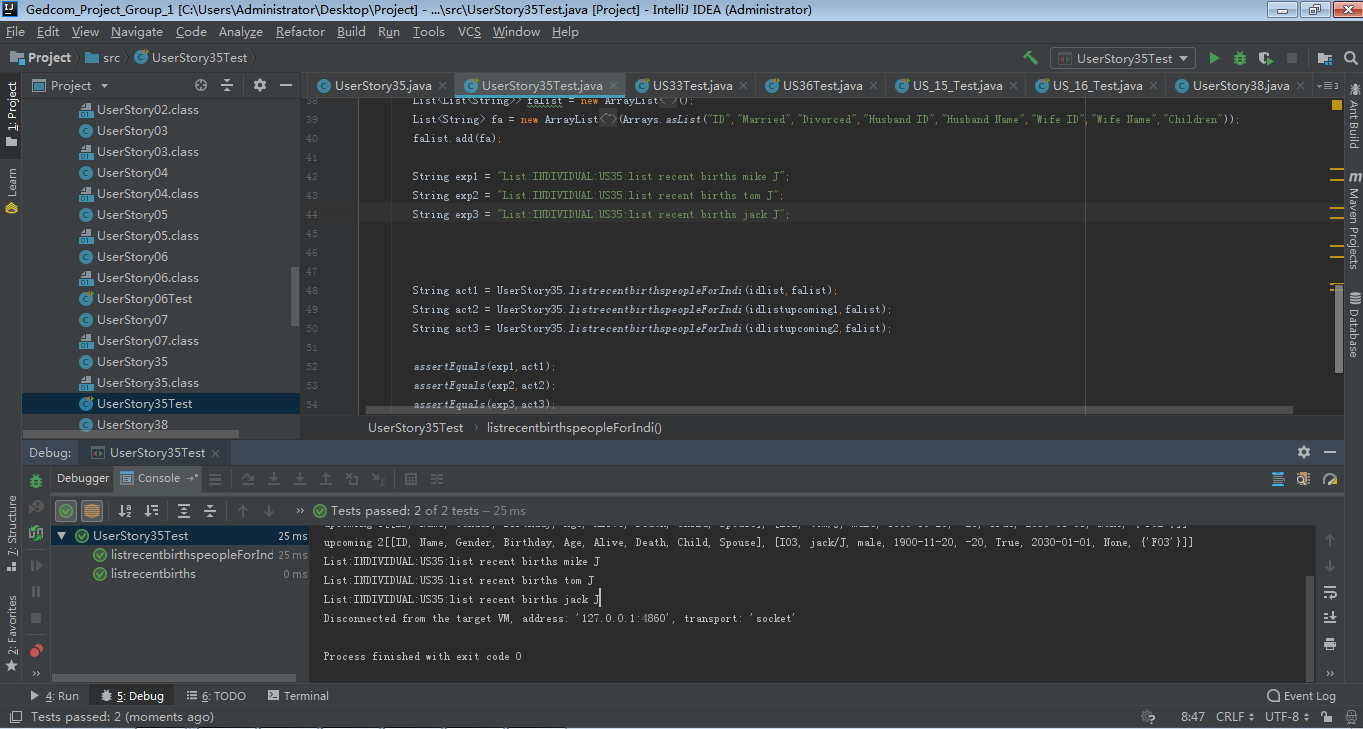 Gedcom_Project_Group_1 [C:\Users\Administrator\Desktop\Project] - ...\src\UserStory35Test.java [Project] - IntelliJ IDEA (Administrator)
File Edit View Navigate Code Analyze Refactor Build Run Tools VCS Window Help
Project src UserStory35Test UserStory35Test
Project
UserStory35.java UserStory35Test.java US33Test.java US36Test.java US_15_Test.java US_16_Test.java UserStory38.java
1: Project
Learn
7: Structure
2: Favorites
UserStory02.class
UserStory03
UserStory03.class
UserStory04
UserStory04.class
UserStory05
UserStory05.class
UserStory06
UserStory06.class
UserStory06Test
UserStory07
UserStory07.class
UserStory35
UserStory35.class
UserStory35Test
UserStory38
38 List<List<String>> falist = new ArrayList<~>();
39 List<String> fa = new ArrayList<~>(Arrays.asList("ID","Married","Divorced","Husband ID","Husband Name","Wife ID","Wife Name","Children"));
40 falist.add(fa);
41
42 String exp1 = "List:INDIVIDUAL:US35:list recent births mike J";
43 String exp2 = "List:INDIVIDUAL:US35:list recent births tom J";
44 String exp3 = "List:INDIVIDUAL:US35:list recent births jack J";
45
46
47
48 String act1 = UserStory35.listrecentbirthspeopleForIndi(idlist,falist);
49 String act2 = UserStory35.listrecentbirthspeopleForIndi(idlistupcoming1,falist);
50 String act3 = UserStory35.listrecentbirthspeopleForIndi(idlistupcoming2,falist);
51
52 assertEquals(exp1,act1);
53 assertEquals(exp2,act2);
54 assertEquals(exp3,act3);
UserStory35Test listrecentbirthspeopleForIndi()
Ant Build
Maven Projects
Database
Debug: UserStory35Test
Debugger Console
Tests passed: 2 of 2 tests – 25 ms
UserStory35Test 25 ms
listrecentbirthspeopleForInd 25 ms
listrecentbirths 0 ms
upcoming 2[[ID, Name, Gender, Birthday, Age, Alive, Death, Child, Spouse], [I03, jack/J, male, 1900-11-20, -20, True, 2030-01-01, None, {'F03'}]]
List:INDIVIDUAL:US35:list recent births mike J
List:INDIVIDUAL:US35:list recent births tom J
List:INDIVIDUAL:US35:list recent births jack J
Disconnected from the target VM, address: '127.0.0.1:4860', transport: 'socket'
Process finished with exit code 0
4: Run 5: Debug 6: TODO Terminal Event Log
Tests passed: 2 (moments ago) 8:47 CRLF UTF-8